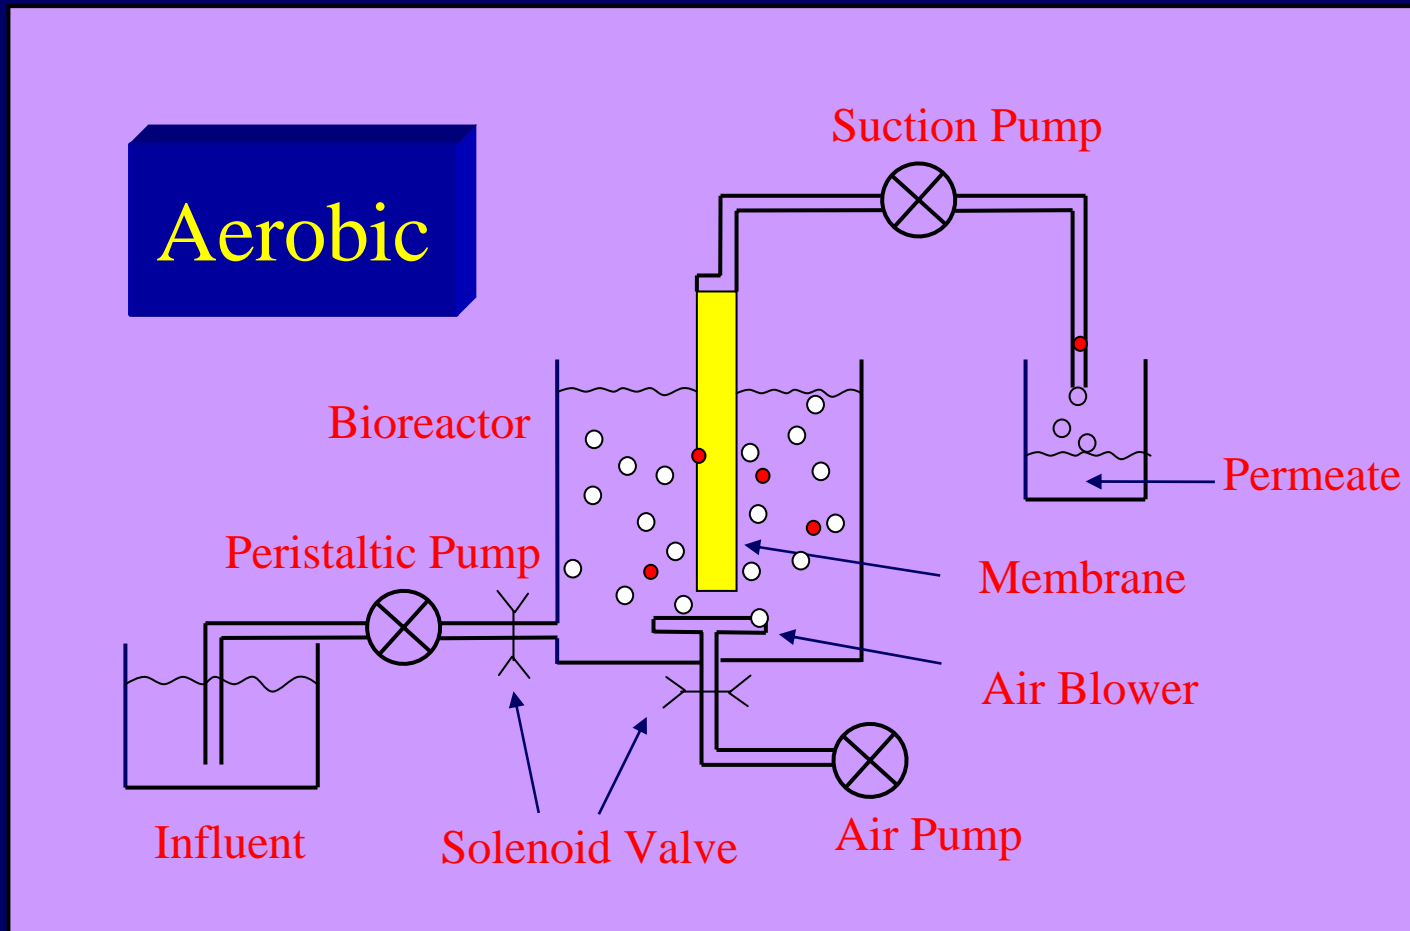 Suction Pump
Aerobic
Bioreactor
Permeate
Peristaltic Pump
Membrane
Air Blower
Influent
Solenoid Valve
Air Pump